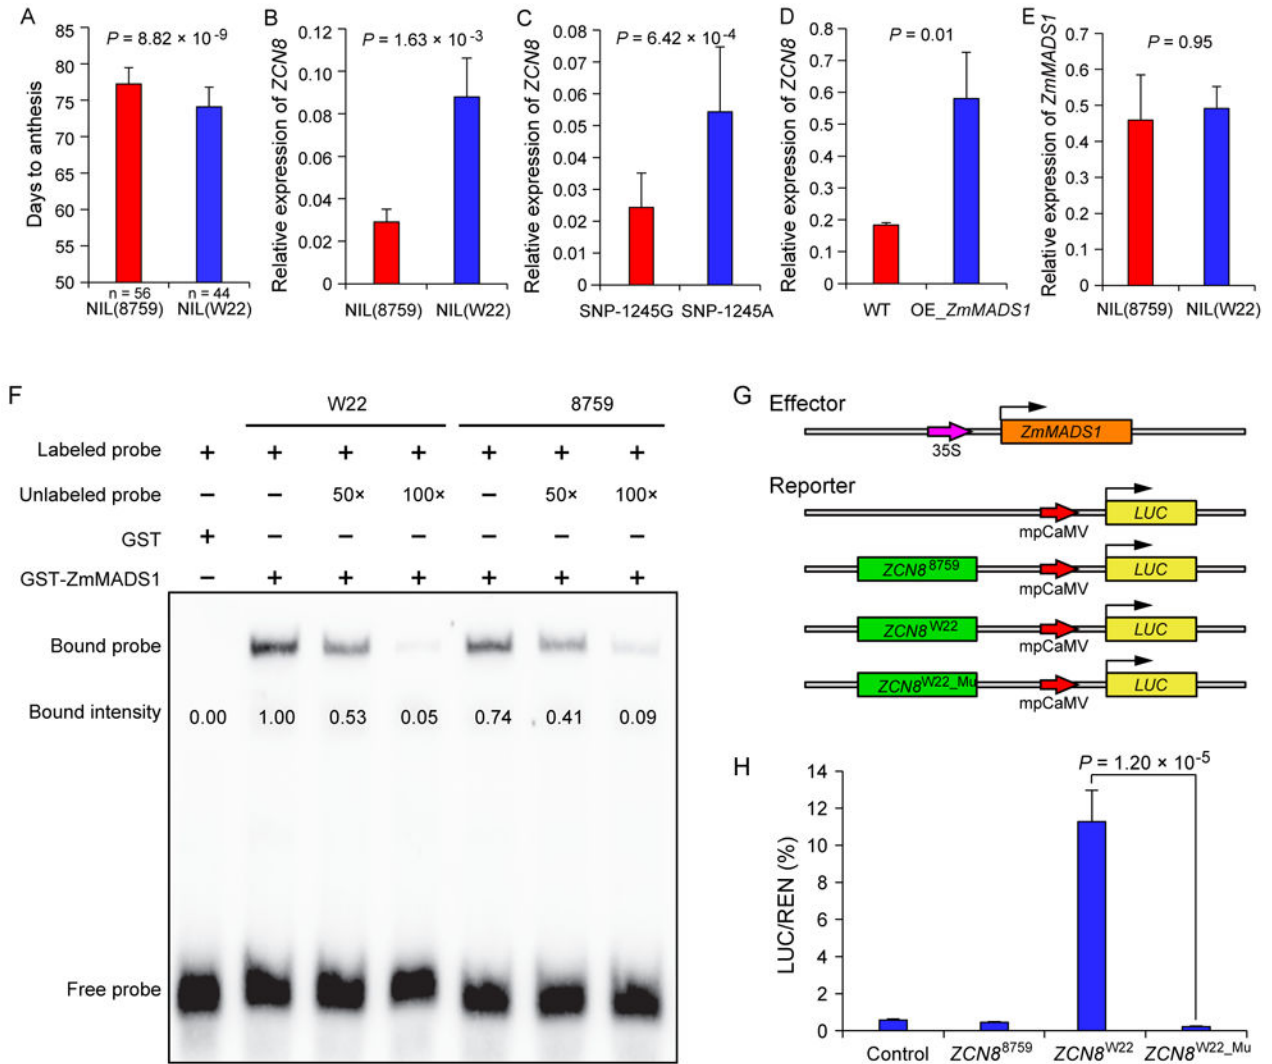 A
P = 8.82 × 10⁻⁹
Days to anthesis
85
80
75
70
65
60
55
50
n = 56
n = 44
NIL(8759)
NIL(W22)
B
P = 1.63 × 10⁻³
Relative expression of ZCN8
0.12
0.10
0.08
0.06
0.04
0.02
0
NIL(8759)
NIL(W22)
C
P = 6.42 × 10⁻⁴
Relative expression of ZCN8
0.08
0.07
0.06
0.05
0.04
0.03
0.02
0.01
0
SNP-1245G
SNP-1245A
D
P = 0.01
Relative expression of ZCN8
0.8
0.7
0.6
0.5
0.4
0.3
0.2
0.1
0
WT
OE_ZmMADS1
E
P = 0.95
Relative expression of ZmMADS1
0.7
0.6
0.5
0.4
0.3
0.2
0.1
0
NIL(8759)
NIL(W22)
F
W22
8759
Labeled probe + + + + + + +
Unlabeled probe − − 50× 100× − 50× 100×
GST + − − − − − −
GST-ZmMADS1 − + + + + + +
Bound probe
Bound intensity 0.00 1.00 0.53 0.05 0.74 0.41 0.09
Free probe
G
Effector
35S
ZmMADS1
Reporter
mpCaMV
LUC
ZCN8⁸⁷⁵⁹
mpCaMV
LUC
ZCN8^W22
mpCaMV
LUC
ZCN8^W22_Mu
mpCaMV
LUC
H
P = 1.20 × 10⁻⁵
LUC/REN (%)
14
12
10
8
6
4
2
0
Control
ZCN8⁸⁷⁵⁹
ZCN8^W22
ZCN8^W22_Mu